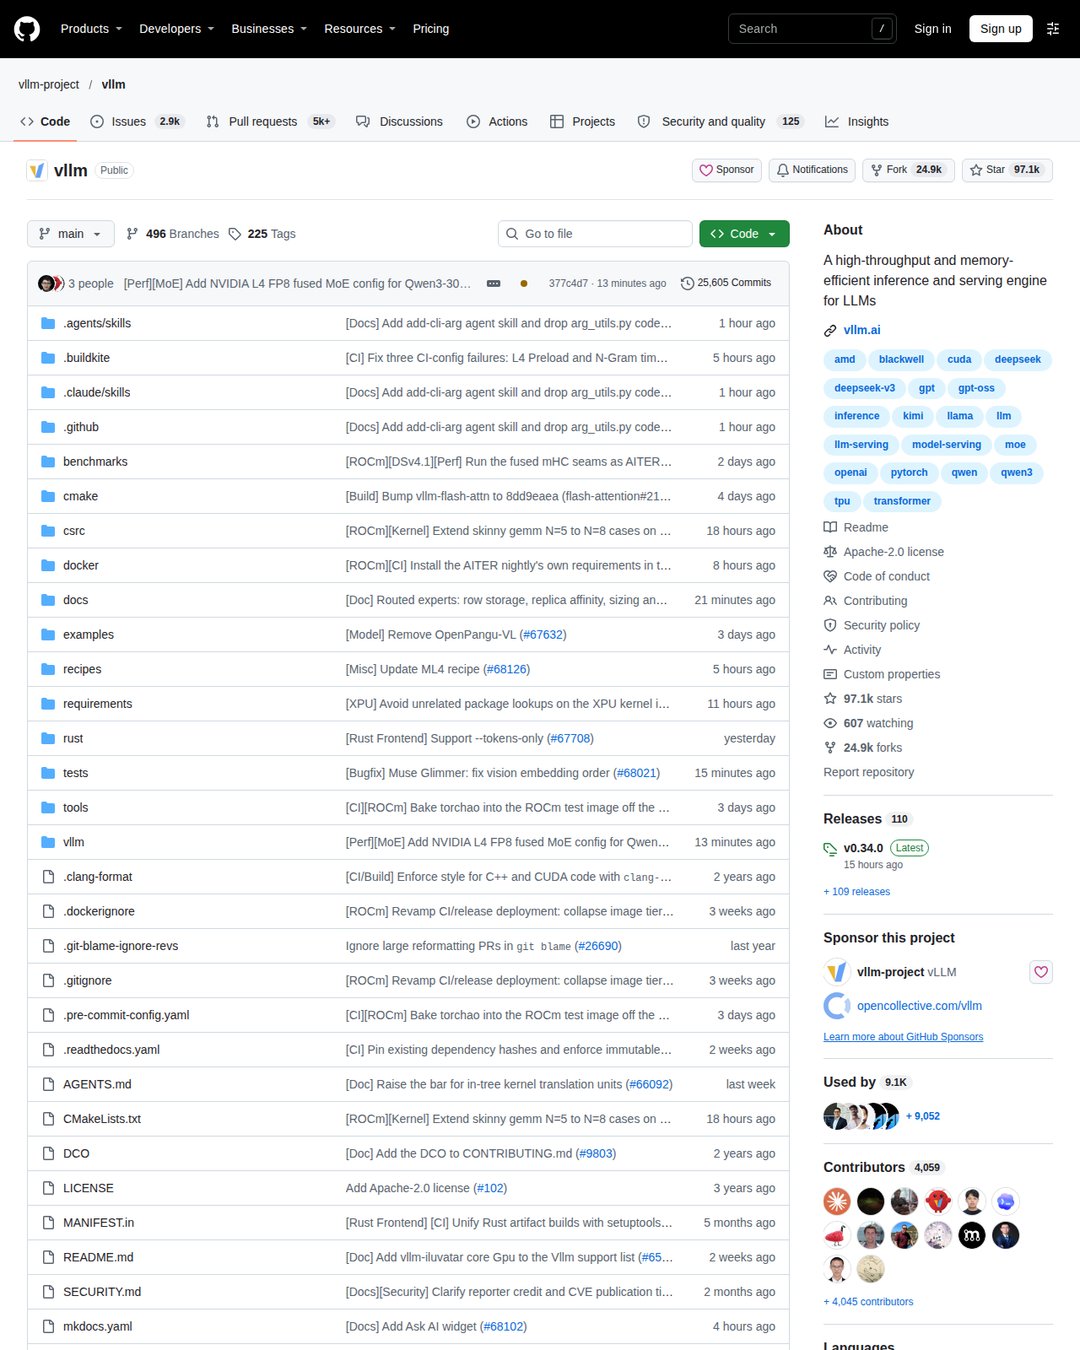 Products Developers Businesses Resources Pricing Search / Sign in Sign up
vllm-project / vllm
Code Issues 2.9k Pull requests 5k+ Discussions Actions Projects Security and quality 125 Insights
vllm Public Sponsor Notifications Fork 24.9k Star 97.1k
main 496 Branches 225 Tags Go to file Code
3 people [Perf][MoE] Add NVIDIA L4 FP8 fused MoE config for Qwen3-30… 377c4d7 · 13 minutes ago 25,605 Commits
.agents/skills [Docs] Add add-cli-arg agent skill and drop arg_utils.py code… 1 hour ago
.buildkite [CI] Fix three CI-config failures: L4 Preload and N-Gram tim… 5 hours ago
.claude/skills [Docs] Add add-cli-arg agent skill and drop arg_utils.py code… 1 hour ago
.github [Docs] Add add-cli-arg agent skill and drop arg_utils.py code… 1 hour ago
benchmarks [ROCm][DSv4.1][Perf] Run the fused mHC seams as AITER… 2 days ago
cmake [Build] Bump vllm-flash-attn to 8dd9eaea (flash-attention#21… 4 days ago
csrc [ROCm][Kernel] Extend skinny gemm N=5 to N=8 cases on … 18 hours ago
docker [ROCm][CI] Install the AITER nightly's own requirements in t… 8 hours ago
docs [Doc] Routed experts: row storage, replica affinity, sizing an… 21 minutes ago
examples [Model] Remove OpenPangu-VL (#67632) 3 days ago
recipes [Misc] Update ML4 recipe (#68126) 5 hours ago
requirements [XPU] Avoid unrelated package lookups on the XPU kernel i… 11 hours ago
rust [Rust Frontend] Support --tokens-only (#67708) yesterday
tests [Bugfix] Muse Glimmer: fix vision embedding order (#68021) 15 minutes ago
tools [CI][ROCm] Bake torchao into the ROCm test image off the … 3 days ago
vllm [Perf][MoE] Add NVIDIA L4 FP8 fused MoE config for Qwen… 13 minutes ago
.clang-format [CI/Build] Enforce style for C++ and CUDA code with clang-… 2 years ago
.dockerignore [ROCm] Revamp CI/release deployment: collapse image tier… 3 weeks ago
.git-blame-ignore-revs Ignore large reformatting PRs in git blame (#26690) last year
.gitignore [ROCm] Revamp CI/release deployment: collapse image tier… 3 weeks ago
.pre-commit-config.yaml [CI][ROCm] Bake torchao into the ROCm test image off the … 3 days ago
.readthedocs.yaml [CI] Pin existing dependency hashes and enforce immutable… 2 weeks ago
AGENTS.md [Doc] Raise the bar for in-tree kernel translation units (#66092) last week
CMakeLists.txt [ROCm][Kernel] Extend skinny gemm N=5 to N=8 cases on … 18 hours ago
DCO [Doc] Add the DCO to CONTRIBUTING.md (#9803) 2 years ago
LICENSE Add Apache-2.0 license (#102) 3 years ago
MANIFEST.in [Rust Frontend] [CI] Unify Rust artifact builds with setuptools… 5 months ago
README.md [Doc] Add vllm-iluvatar core Gpu to the Vllm support list (#65… 2 weeks ago
SECURITY.md [Docs][Security] Clarify reporter credit and CVE publication ti… 2 months ago
mkdocs.yaml [Docs] Add Ask AI widget (#68102) 4 hours ago
About
A high-throughput and memory-
efficient inference and serving engine
for LLMs
vllm.ai
amd blackwell cuda deepseek
deepseek-v3 gpt gpt-oss
inference kimi llama llm
llm-serving model-serving moe
openai pytorch qwen qwen3
tpu transformer
Readme
Apache-2.0 license
Code of conduct
Contributing
Security policy
Activity
Custom properties
97.1k stars
607 watching
24.9k forks
Report repository
Releases 110
v0.34.0 Latest
15 hours ago
+ 109 releases
Sponsor this project
vllm-project vLLM
opencollective.com/vllm
Learn more about GitHub Sponsors
Used by 9.1K
+ 9,052
Contributors 4,059
+ 4,045 contributors
Languages